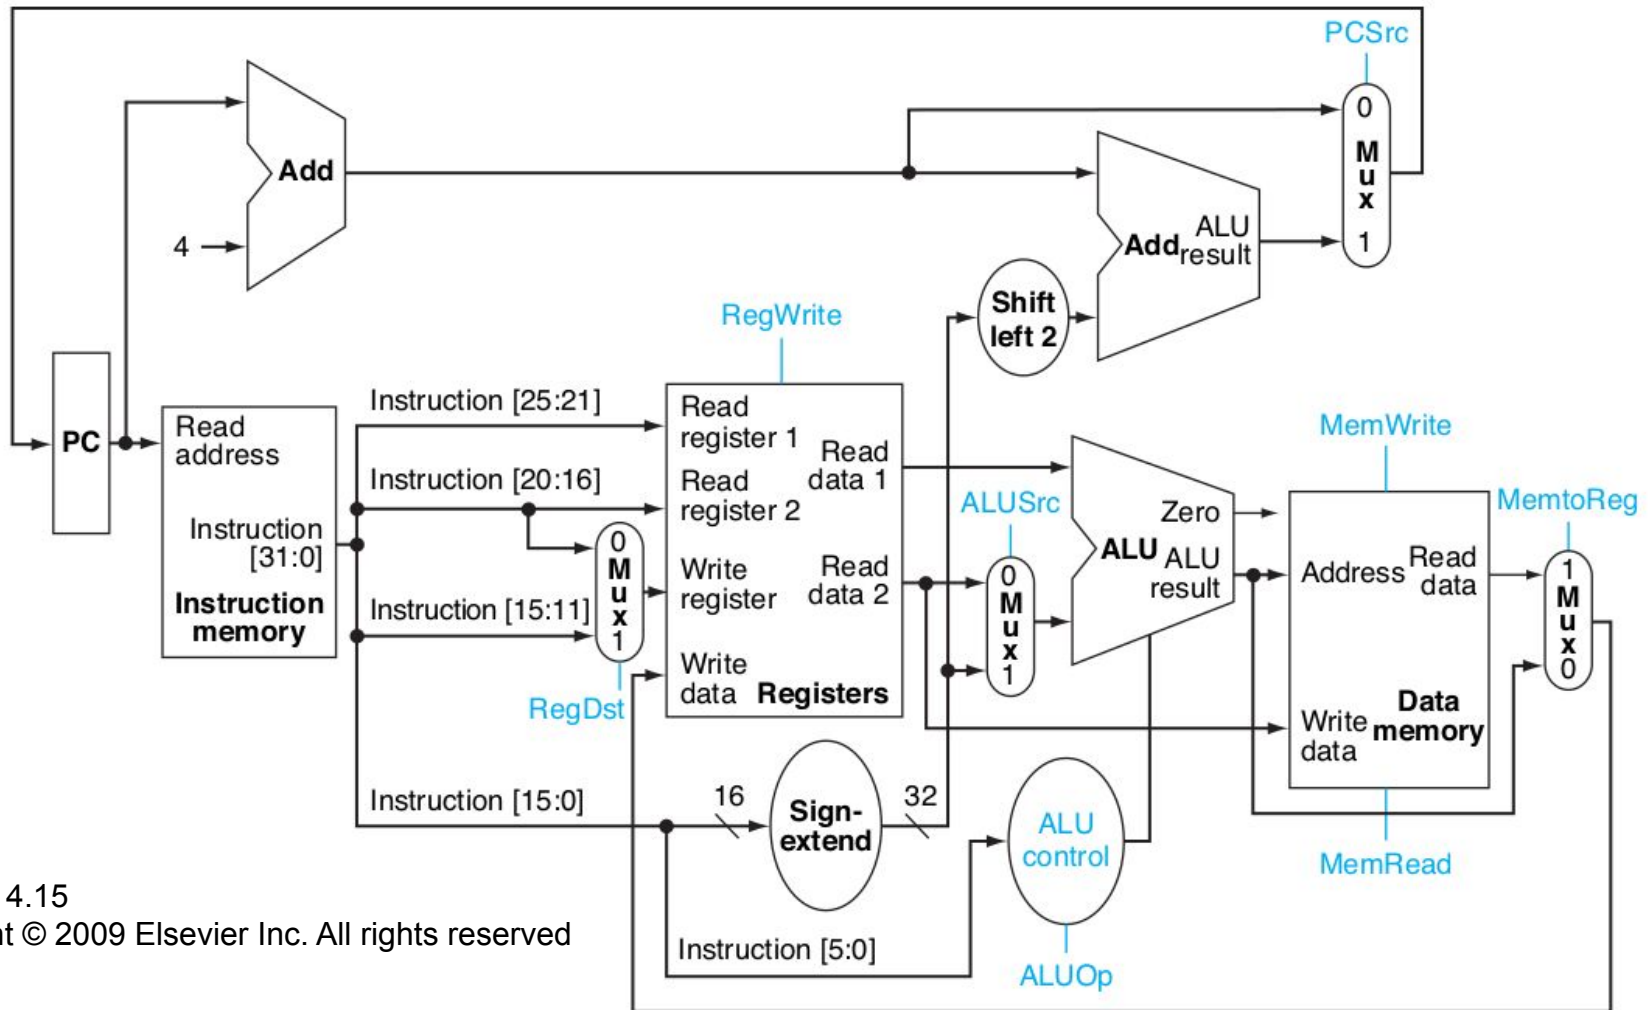 PCSrc
0
M
u
x
1
Add
4
Add
ALU
result
Shift
left 2
RegWrite
PC
Read
address
Instruction
[31:0]
Instruction
memory
Instruction [25:21]
Instruction [20:16]
Instruction [15:11]
0
M
u
x
1
RegDst
Read
register 1
Read
register 2
Write
register
Write
data
Read
data 1
Read
data 2
Registers
ALUSrc
0
M
u
x
1
Zero
ALU
ALU
result
MemWrite
Address
Read
data
Write
data
Data
memory
MemRead
MemtoReg
1
M
u
x
0
Instruction [15:0]
16
Sign-
extend
32
ALU
control
Instruction [5:0]
ALUOp
4.15
t © 2009 Elsevier Inc. All rights reserved